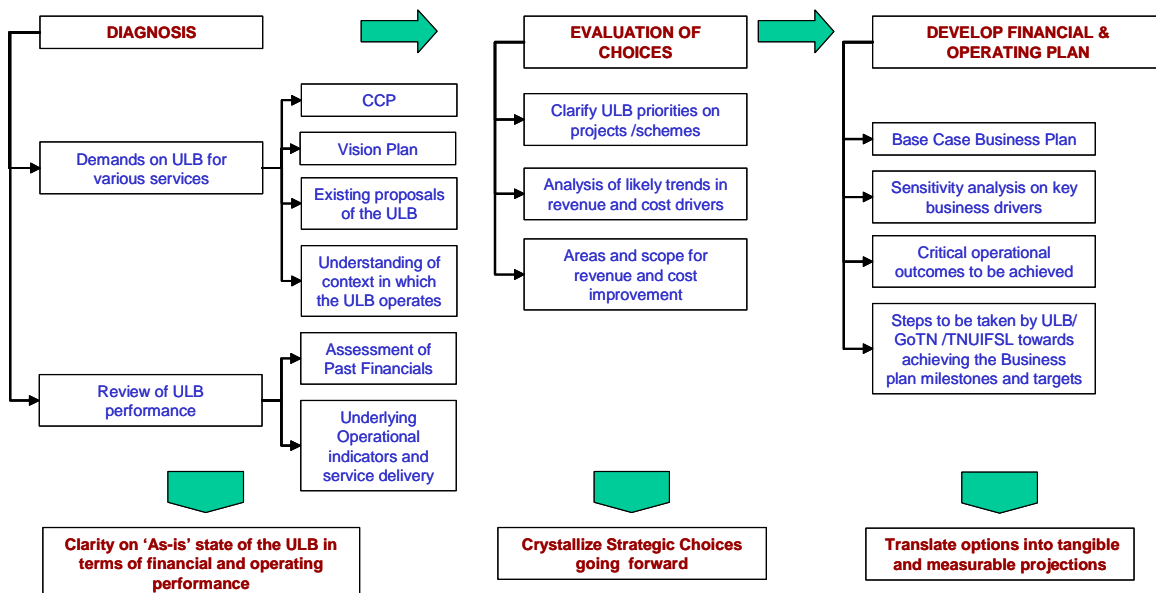 DIAGNOSIS
Demands on ULB for
various services
CCP
Vision Plan
Existing proposals
of the ULB
Understanding of
context in which
the ULB operates
Review of ULB
performance
Assessment of
Past Financials
Underlying
Operational
indicators and
service delivery
Clarity on ‘As-is’ state of the ULB in
terms of financial and operating
performance
EVALUATION OF
CHOICES
Clarify ULB priorities on
projects /schemes
Analysis of likely trends in
revenue and cost drivers
Areas and scope for
revenue and cost
improvement
Crystallize Strategic Choices
going forward
DEVELOP FINANCIAL &
OPERATING PLAN
Base Case Business Plan
Sensitivity analysis on key
business drivers
Critical operational
outcomes to be achieved
Steps to be taken by ULB/
GoTN /TNUIFSL towards
achieving the Business
plan milestones and targets
Translate options into tangible
and measurable projections